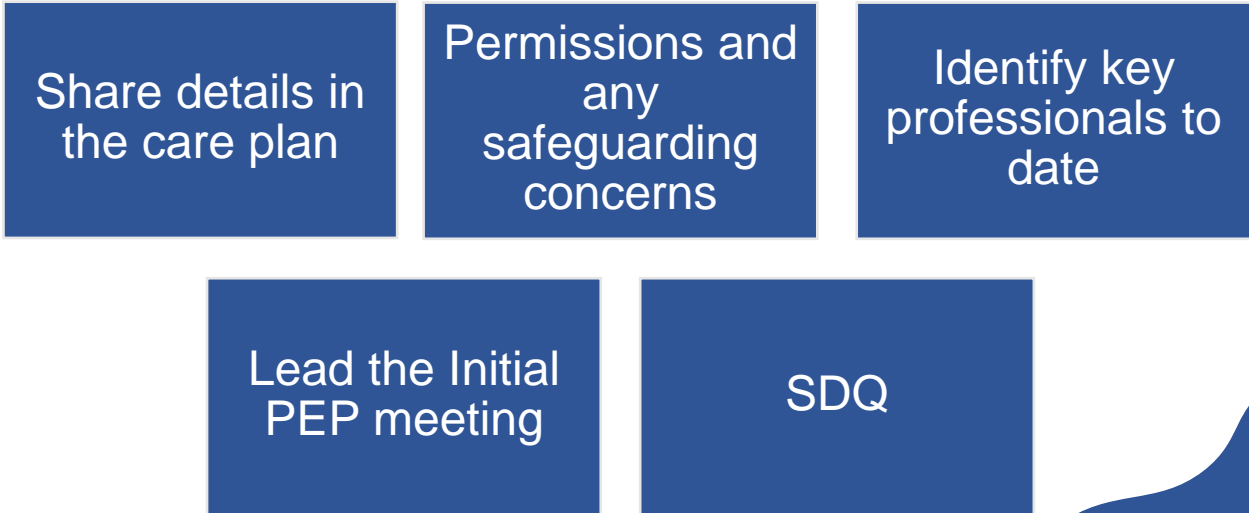 Share details in
the care plan
Permissions and
any
safeguarding
concerns
Identify key
professionals to
date
Lead the Initial
PEP meeting
SDQ